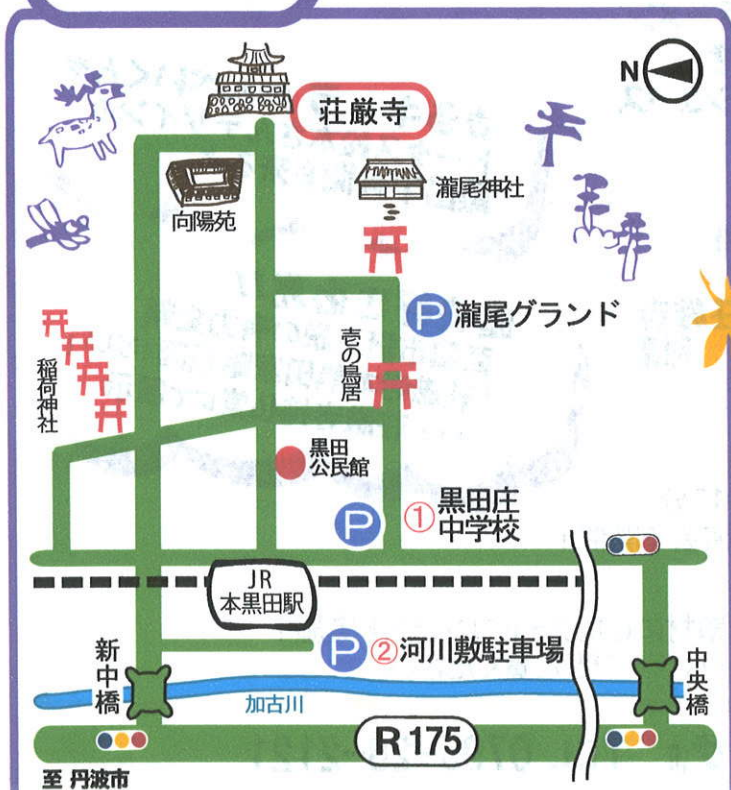 N
荘厳寺
向陽苑
瀧尾神社
P 瀧尾グランド
稲荷神社
壱の鳥居
黒田
公民館
P ① 黒田庄
中学校
JR
本黒田駅
P ② 河川敷駐車場
新中橋
中央橋
加古川
R175
至 丹波市